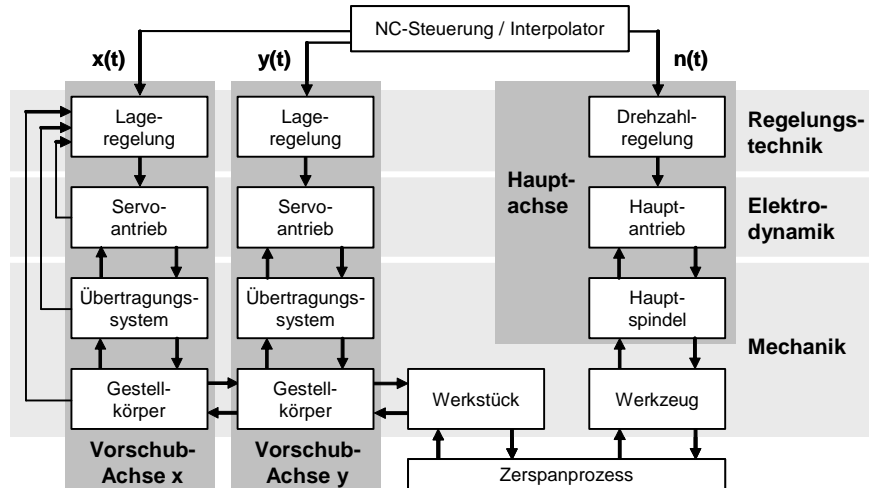 NC-Steuerung / Interpolator
x(t)
y(t)
n(t)
Lage-
regelung
Lage-
regelung
Drehzahl-
regelung
Regelungs-
technik
Haupt-
achse
Servo-
antrieb
Servo-
antrieb
Haupt-
antrieb
Elektro-
dynamik
Übertragungs-
system
Übertragungs-
system
Haupt-
spindel
Mechanik
Gestell-
körper
Gestell-
körper
Werkstück
Werkzeug
Vorschub-
Achse x
Vorschub-
Achse y
Zerspanprozess